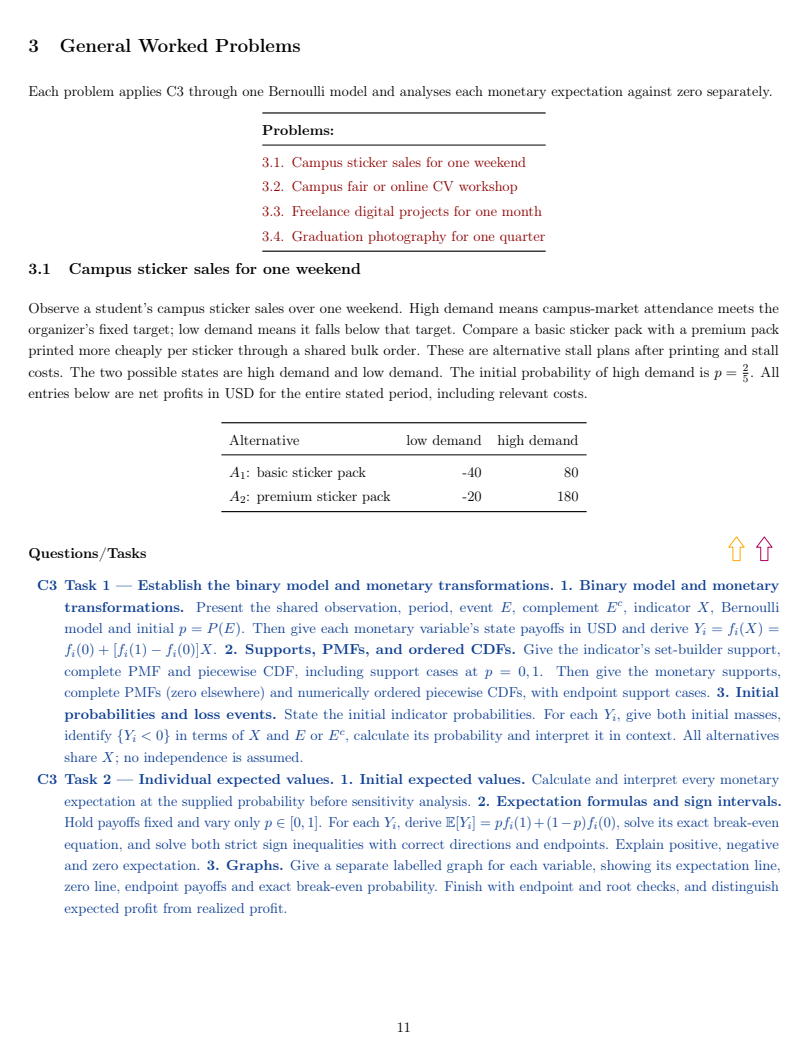 3 General Worked Problems
Each problem applies C3 through one Bernoulli model and analyses each monetary expectation against zero separately.
Problems:
3.1. Campus sticker sales for one weekend
3.2. Campus fair or online CV workshop
3.3. Freelance digital projects for one month
3.4. Graduation photography for one quarter
3.1 Campus sticker sales for one weekend
Observe a student's campus sticker sales over one weekend. High demand means campus-market attendance meets the
organizer's fixed target; low demand means it falls below that target. Compare a basic sticker pack with a premium pack
printed more cheaply per sticker through a shared bulk order. These are alternative stall plans after printing and stall
costs. The two possible states are high demand and low demand. The initial probability of high demand is p = 2/5. All
entries below are net profits in USD for the entire stated period, including relevant costs.
Alternative low demand high demand
A₁: basic sticker pack -40 80
A₂: premium sticker pack -20 180
Questions/Tasks
C3 Task 1 — Establish the binary model and monetary transformations. 1. Binary model and monetary
transformations. Present the shared observation, period, event E, complement Eᶜ, indicator X, Bernoulli
model and initial p = P(E). Then give each monetary variable's state payoffs in USD and derive Yᵢ = fᵢ(X) =
fᵢ(0) + [fᵢ(1) − fᵢ(0)]X. 2. Supports, PMFs, and ordered CDFs. Give the indicator's set-builder support,
complete PMF and piecewise CDF, including support cases at p = 0, 1. Then give the monetary supports,
complete PMFs (zero elsewhere) and numerically ordered piecewise CDFs, with endpoint support cases. 3. Initial
probabilities and loss events. State the initial indicator probabilities. For each Yᵢ, give both initial masses,
identify {Yᵢ < 0} in terms of X and E or Eᶜ, calculate its probability and interpret it in context. All alternatives
share X; no independence is assumed.
C3 Task 2 — Individual expected values. 1. Initial expected values. Calculate and interpret every monetary
expectation at the supplied probability before sensitivity analysis. 2. Expectation formulas and sign intervals.
Hold payoffs fixed and vary only p ∈ [0, 1]. For each Yᵢ, derive 𝔼[Yᵢ] = pfᵢ(1)+(1−p)fᵢ(0), solve its exact break-even
equation, and solve both strict sign inequalities with correct directions and endpoints. Explain positive, negative
and zero expectation. 3. Graphs. Give a separate labelled graph for each variable, showing its expectation line,
zero line, endpoint payoffs and exact break-even probability. Finish with endpoint and root checks, and distinguish
expected profit from realized profit.
11